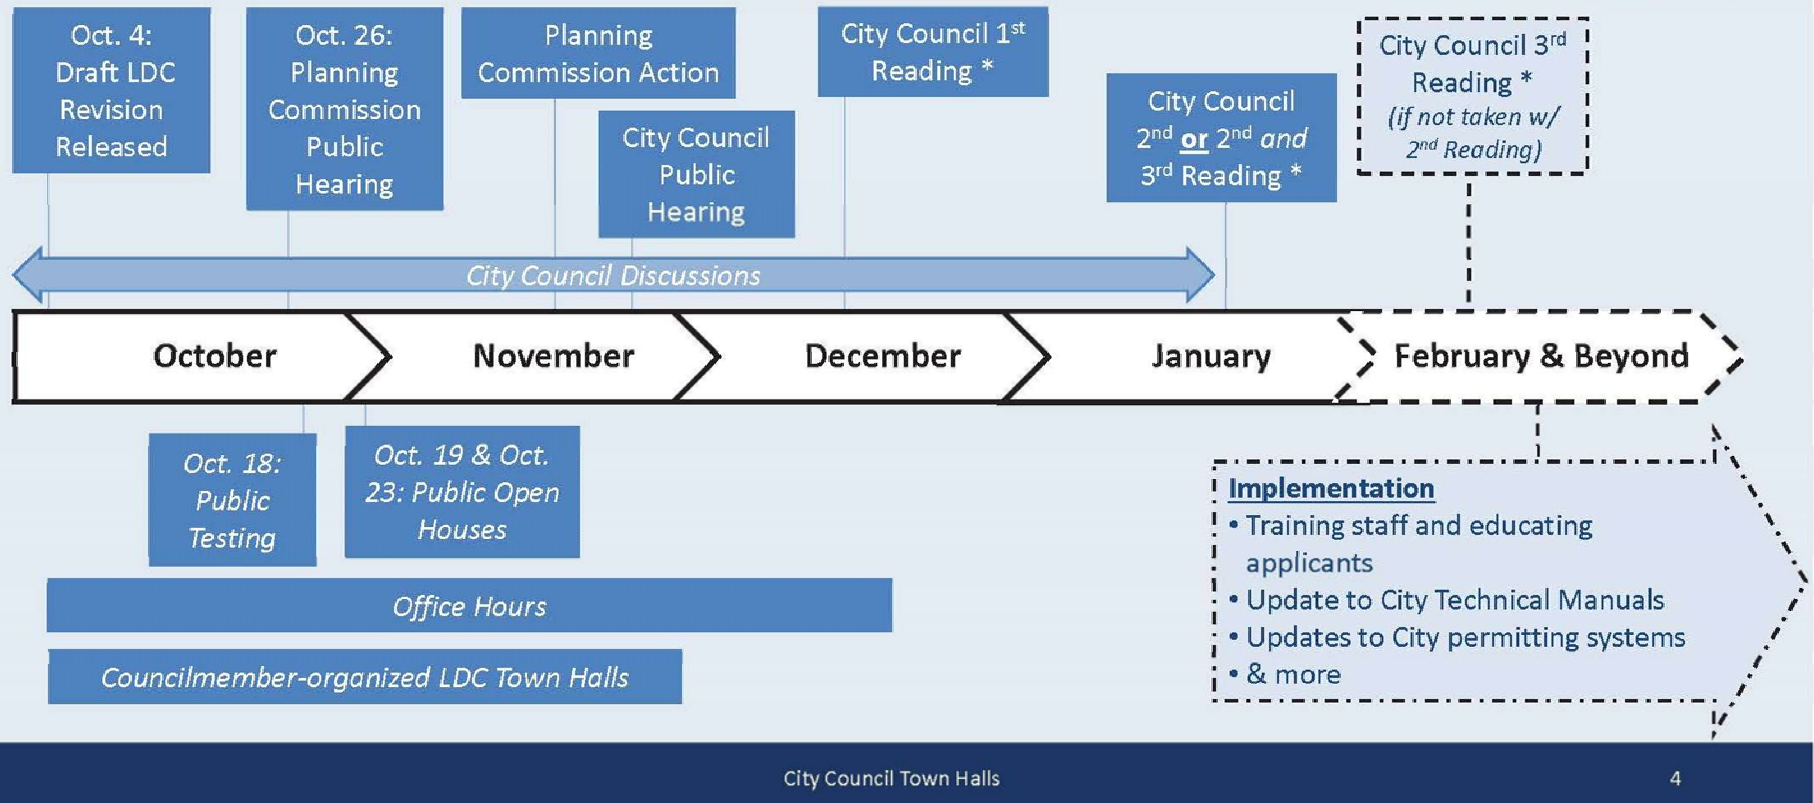 Oct. 4:
Draft LDC
Revision
Released
Oct. 26:
Planning
Commission
Public
Hearing
Planning
Commission Action
City Council
Public
Hearing
City Council 1st
Reading *
City Council
2nd or 2nd and
3rd Reading *
City Council 3rd
Reading *
(if not taken w/
2nd Reading)
City Council Discussions
October
November
December
January
February & Beyond
Oct. 18:
Public
Testing
Oct. 19 & Oct.
23: Public Open
Houses
Office Hours
Councilmember-organized LDC Town Halls
Implementation
• Training staff and educating
applicants
• Update to City Technical Manuals
• Updates to City permitting systems
• & more
City Council Town Halls
4